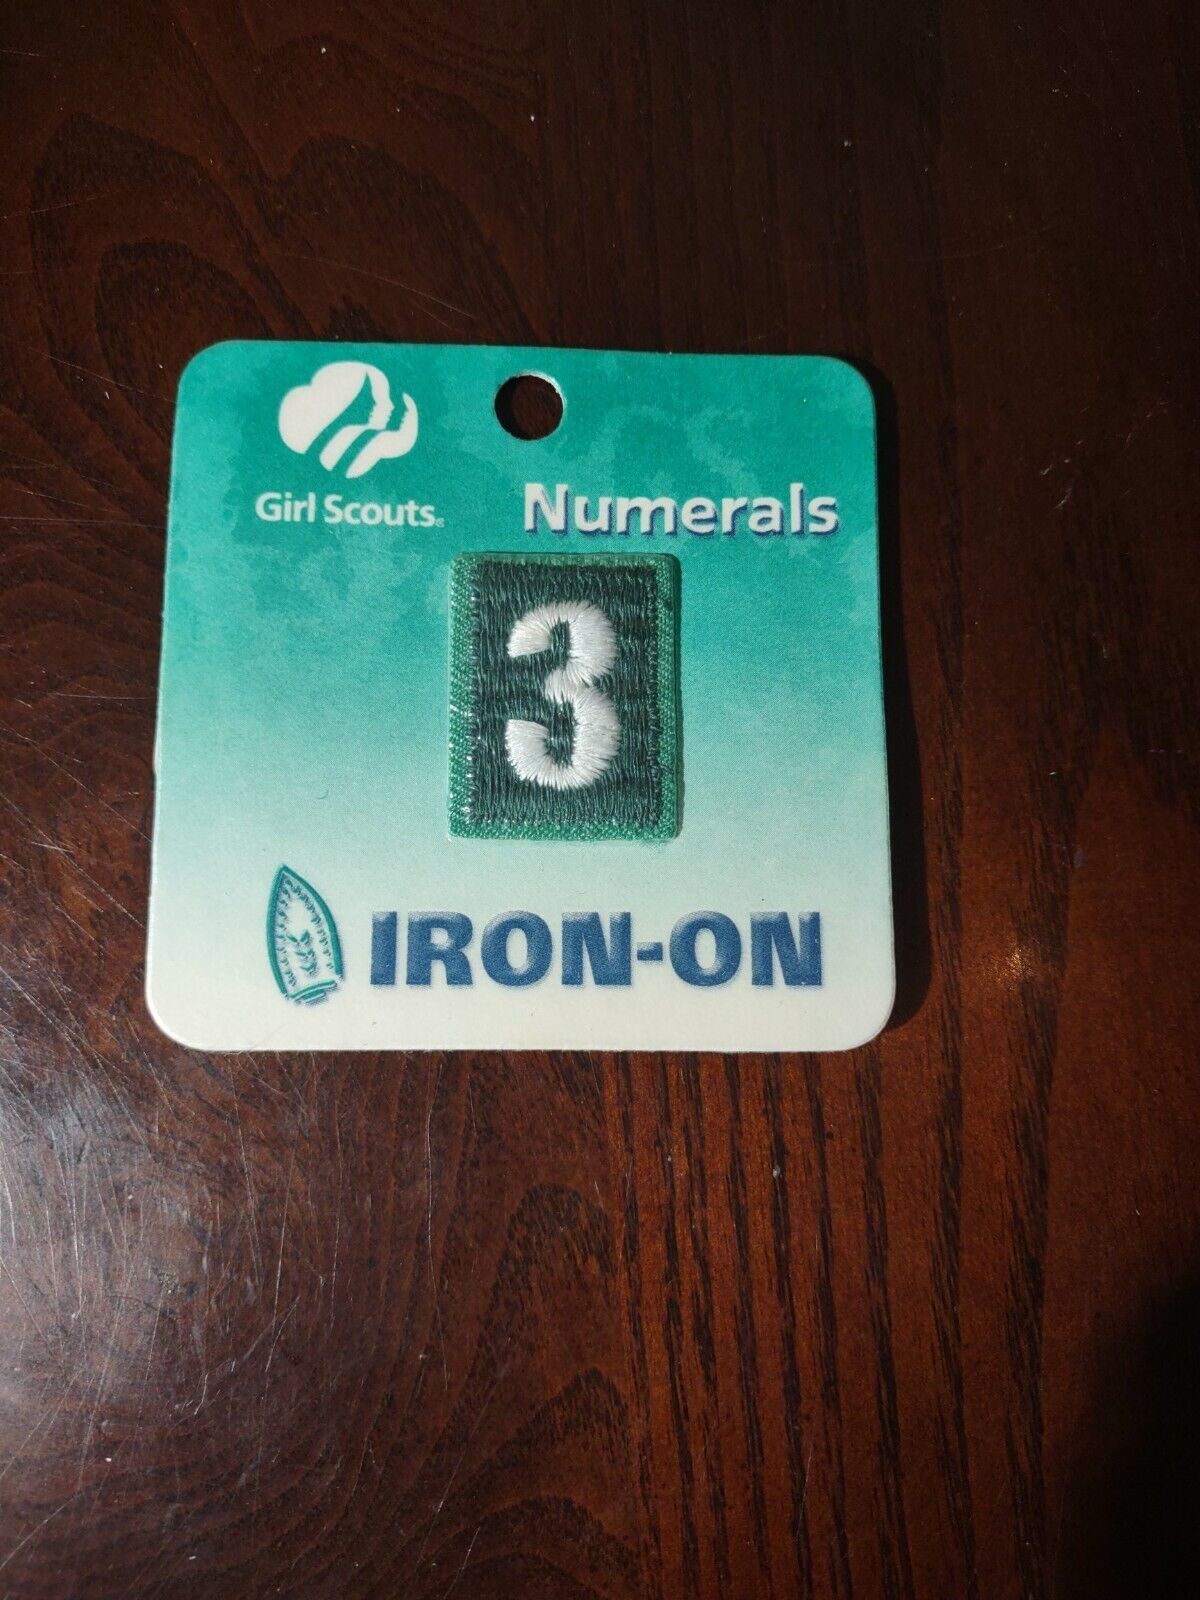 Girl Scouts®
Numerals
3
IRON-ON